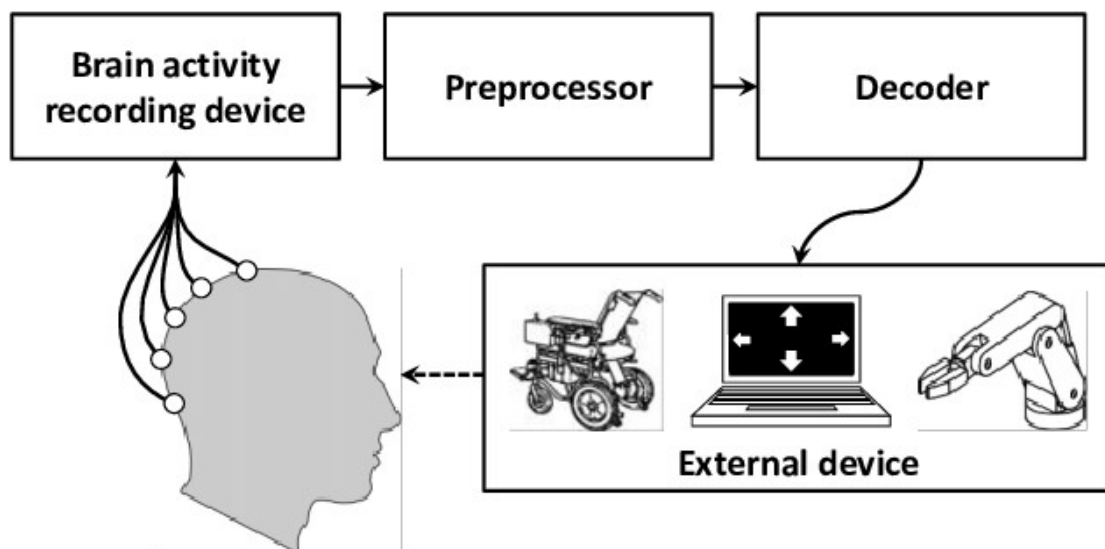 Brain activity
recording device
Preprocessor
Decoder
External device